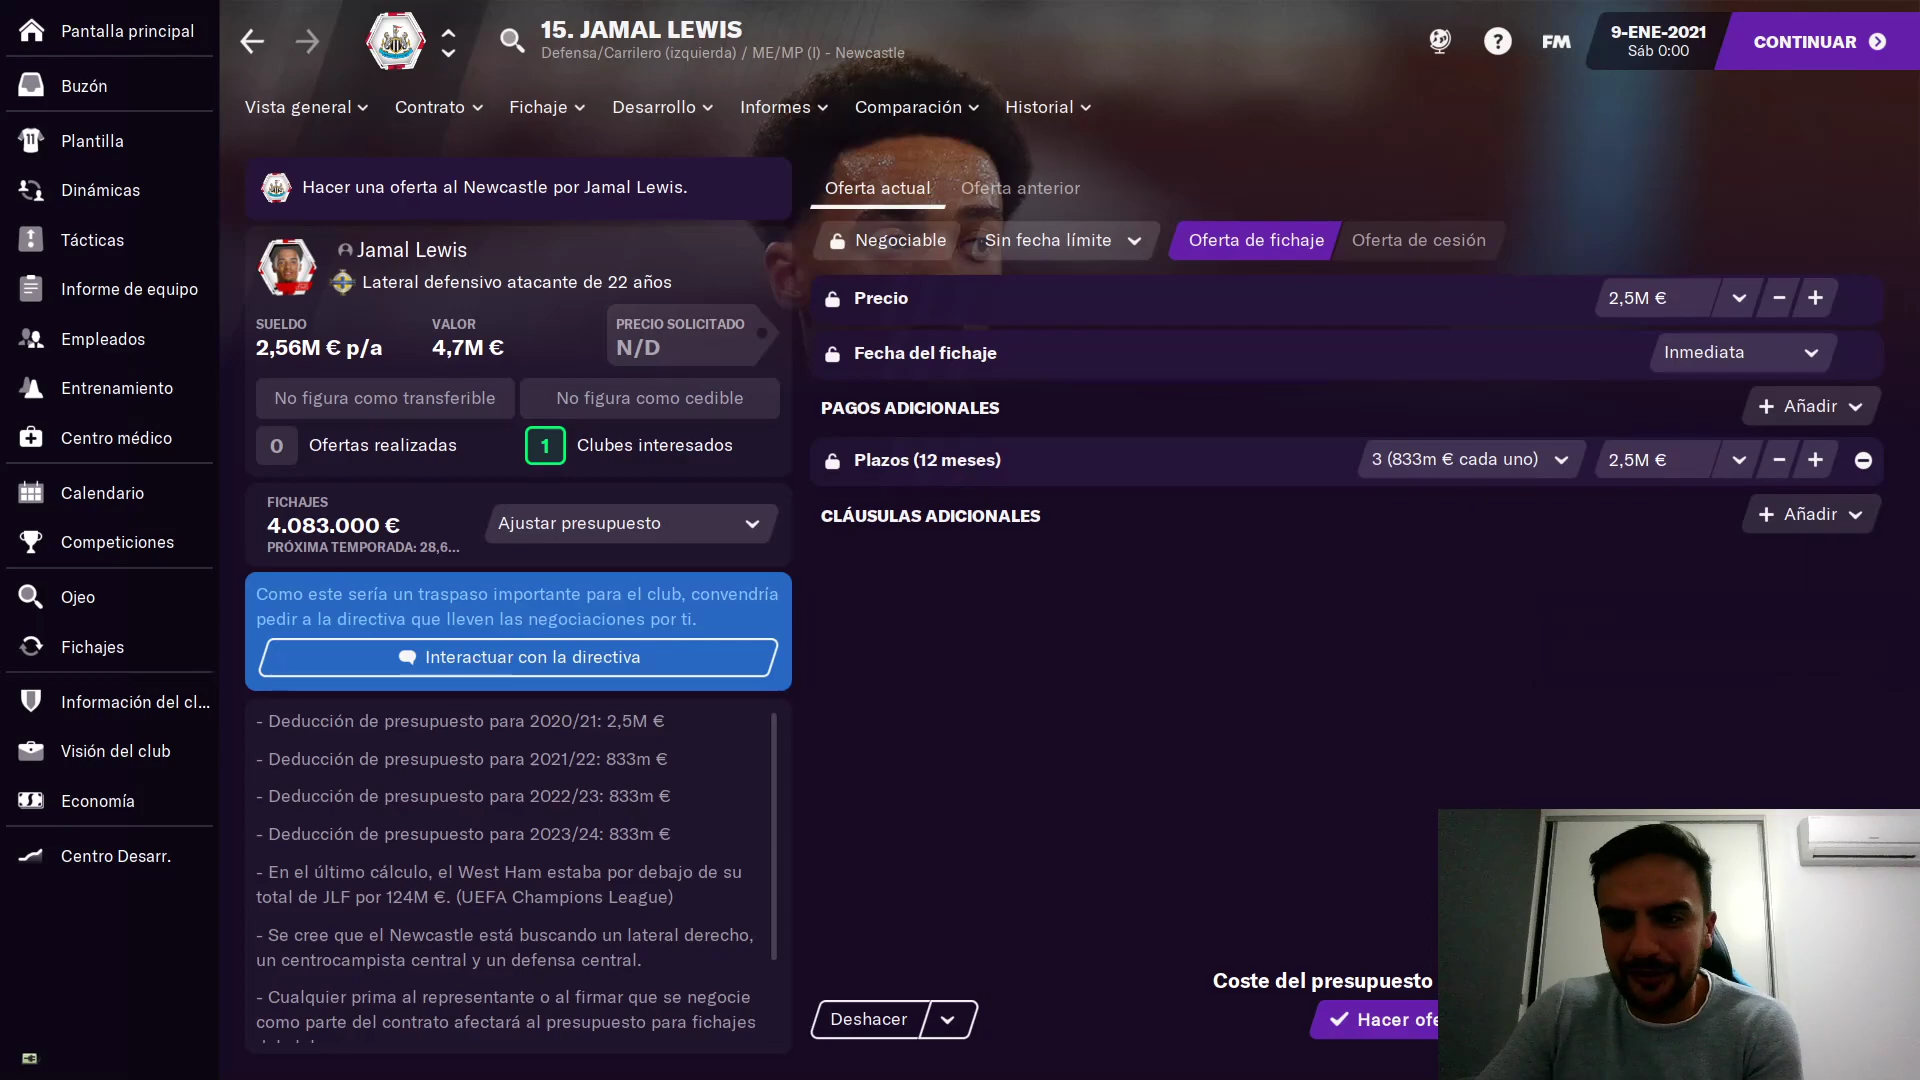 Pantalla principal
Buzón
Plantilla
Dinámicas
Tácticas
Informe de equipo
Empleados
Entrenamiento
Centro médico
Calendario
Competiciones
Ojeo
Fichajes
Información del cl...
Visión del club
Economía
Centro Desarr.
15. JAMAL LEWIS
Defensa/Carrilero (izquierda) / ME/MP (I) - Newcastle
FM
9-ENE-2021
Sáb 0:00
CONTINUAR
Vista general Contrato Fichaje Desarrollo Informes Comparación Historial
Hacer una oferta al Newcastle por Jamal Lewis.
Jamal Lewis
Lateral defensivo atacante de 22 años
SUELDO VALOR PRECIO SOLICITADO
2,56M € p/a 4,7M € N/D
No figura como transferible No figura como cedible
0 Ofertas realizadas 1 Clubes interesados
FICHAJES
4.083.000 € Ajustar presupuesto
PRÓXIMA TEMPORADA: 28,6...
Como este sería un traspaso importante para el club, convendría
pedir a la directiva que lleven las negociaciones por ti.
Interactuar con la directiva
- Deducción de presupuesto para 2020/21: 2,5M €
- Deducción de presupuesto para 2021/22: 833m €
- Deducción de presupuesto para 2022/23: 833m €
- Deducción de presupuesto para 2023/24: 833m €
- En el último cálculo, el West Ham estaba por debajo de su
total de JLF por 124M €. (UEFA Champions League)
- Se cree que el Newcastle está buscando un lateral derecho,
un centrocampista central y un defensa central.
- Cualquier prima al representante o al firmar que se negocie
como parte del contrato afectará al presupuesto para fichajes
Oferta actual Oferta anterior
Negociable Sin fecha límite Oferta de fichaje Oferta de cesión
Precio 2,5M €
Fecha del fichaje Inmediata
PAGOS ADICIONALES + Añadir
Plazos (12 meses) 3 (833m € cada uno) 2,5M €
CLÁUSULAS ADICIONALES + Añadir
Coste del presupuesto
Deshacer Hacer ofe